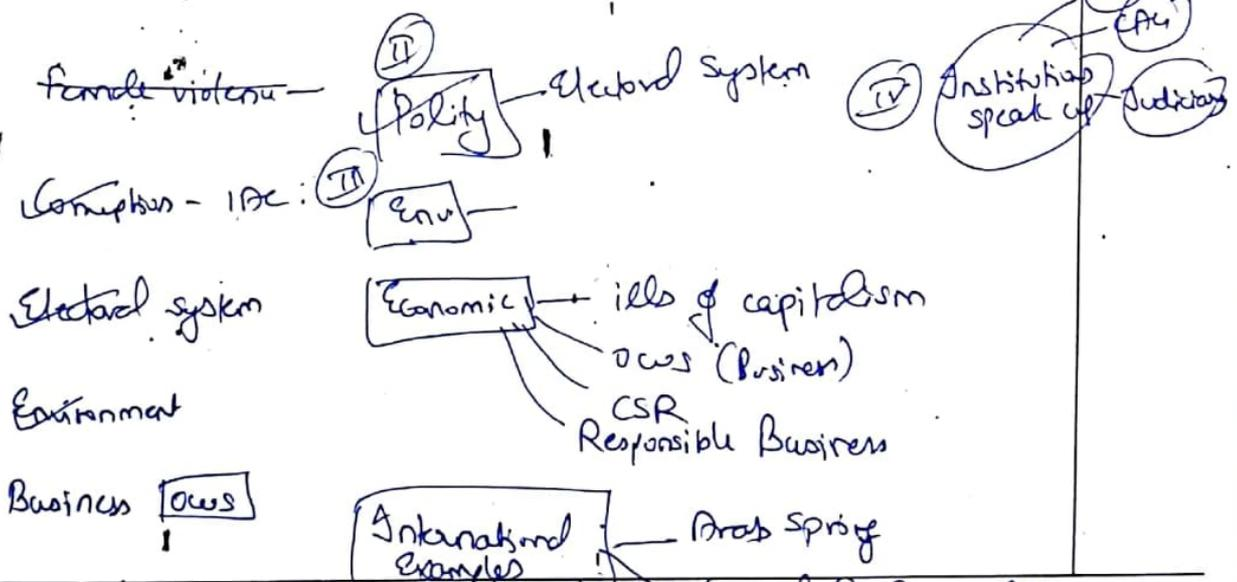 Female violence
II
Polity
Electoral System
IV
Institutions
speak up
CAG
Judiciary
Corruption - IAC :
III
Env
Electoral system
Economic
ills of capitalism
OWS (Business)
CSR
Responsible Business
Environment
Business OWS
International
Examples
Arab Spring